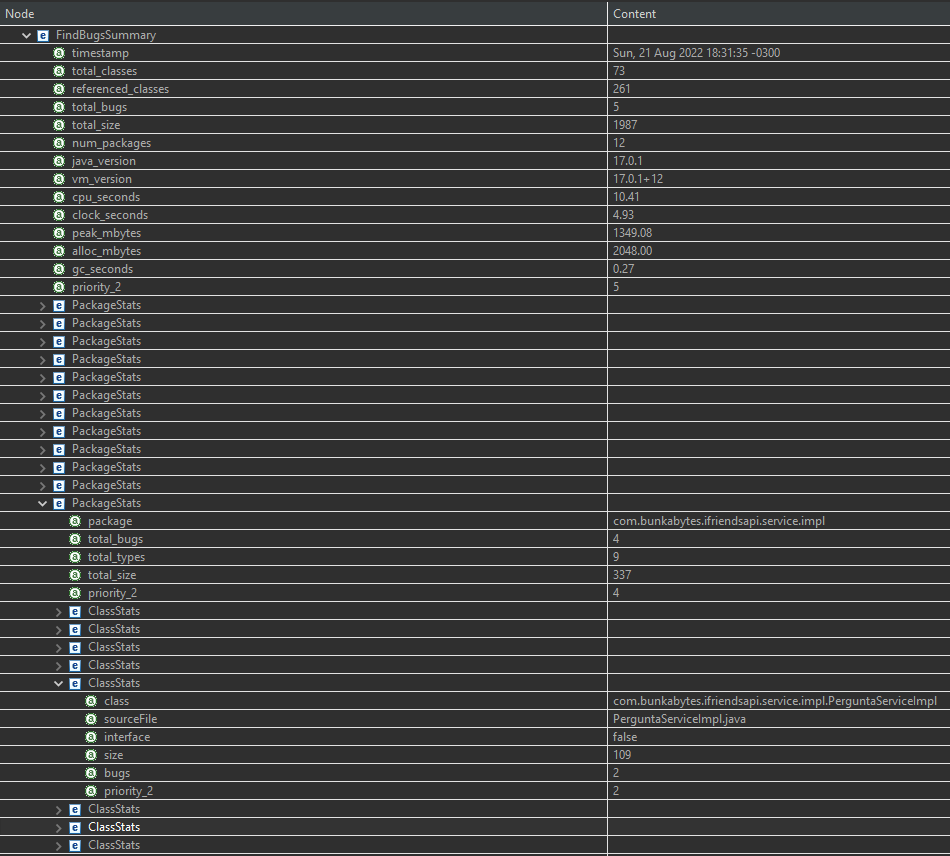 Node Content
e FindBugsSummary
a timestamp Sun, 21 Aug 2022 18:31:35 -0300
a total_classes 73
a referenced_classes 261
a total_bugs 5
a total_size 1987
a num_packages 12
a java_version 17.0.1
a vm_version 17.0.1+12
a cpu_seconds 10.41
a clock_seconds 4.93
a peak_mbytes 1349.08
a alloc_mbytes 2048.00
a gc_seconds 0.27
a priority_2 5
e PackageStats
e PackageStats
e PackageStats
e PackageStats
e PackageStats
e PackageStats
e PackageStats
e PackageStats
e PackageStats
e PackageStats
e PackageStats
e PackageStats
a package com.bunkabytes.ifriendsapi.service.impl
a total_bugs 4
a total_types 9
a total_size 337
a priority_2 4
e ClassStats
e ClassStats
e ClassStats
e ClassStats
e ClassStats
a class com.bunkabytes.ifriendsapi.service.impl.PerguntaServiceImpl
a sourceFile PerguntaServiceImpl.java
a interface false
a size 109
a bugs 2
a priority_2 2
e ClassStats
e ClassStats
e ClassStats